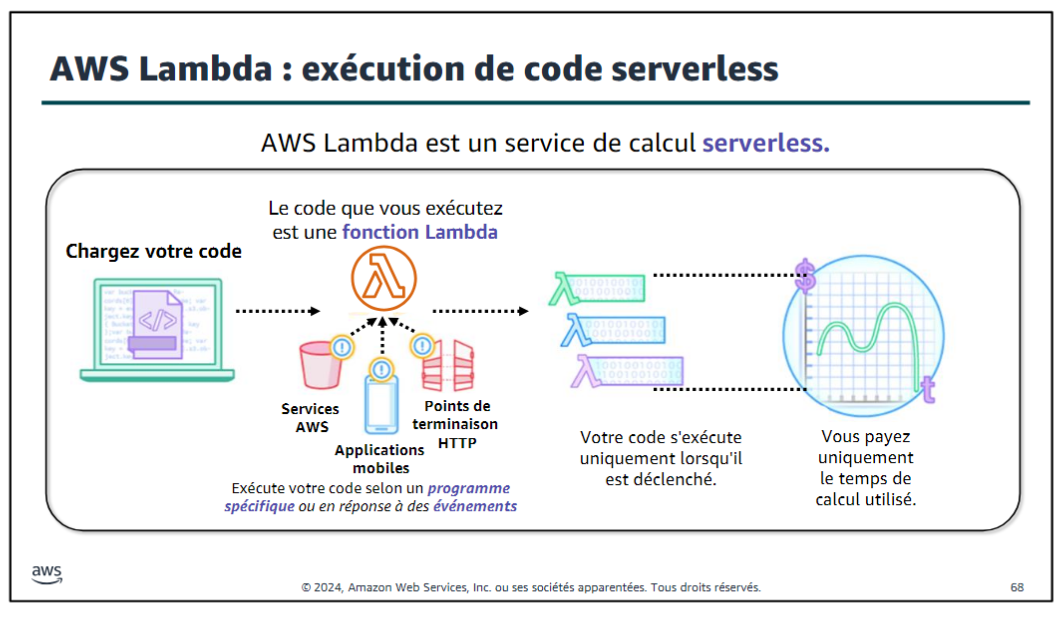 AWS Lambda : exécution de code serverless
AWS Lambda est un service de calcul serverless.
Chargez votre code
Le code que vous exécutez
est une fonction Lambda
Services
AWS
Applications
mobiles
Points de
terminaison
HTTP
Exécute votre code selon un programme
spécifique ou en réponse à des événements
Votre code s'exécute
uniquement lorsqu'il
est déclenché.
$
t
Vous payez
uniquement
le temps de
calcul utilisé.
aws
© 2024, Amazon Web Services, Inc. ou ses sociétés apparentées. Tous droits réservés.
68